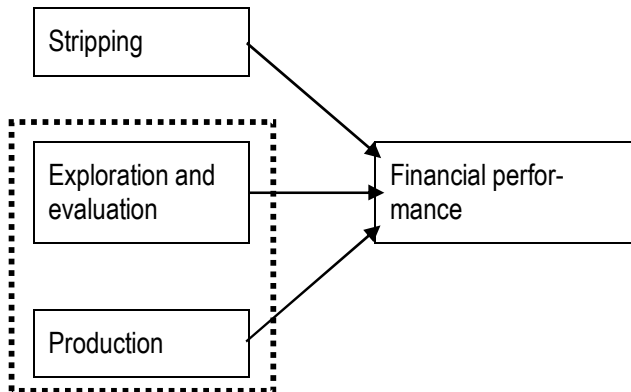 Stripping
Exploration and
evaluation
Financial perfor-
mance
Production